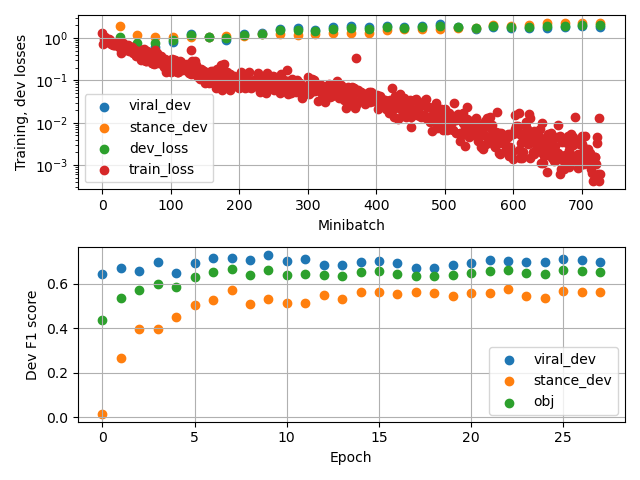 Training, dev losses
10⁰
10⁻¹
10⁻²
10⁻³
viral_dev
stance_dev
dev_loss
train_loss
0 100 200 300 400 500 600 700
Minibatch
Dev F1 score
0.6
0.4
0.2
0.0
viral_dev
stance_dev
obj
0 5 10 15 20 25
Epoch